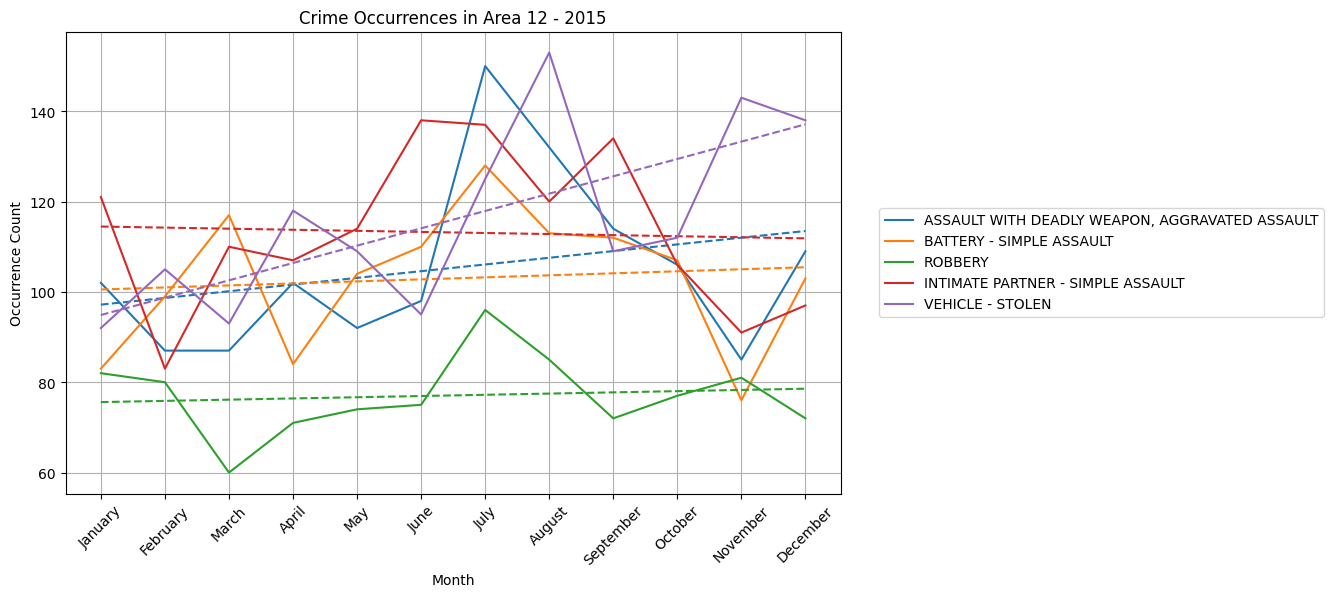 Crime Occurrences in Area 12 - 2015
Occurrence Count
140
120
100
80
60
January
February
March
April
May
June
July
August
September
October
November
December
Month
ASSAULT WITH DEADLY WEAPON, AGGRAVATED ASSAULT
BATTERY - SIMPLE ASSAULT
ROBBERY
INTIMATE PARTNER - SIMPLE ASSAULT
VEHICLE - STOLEN